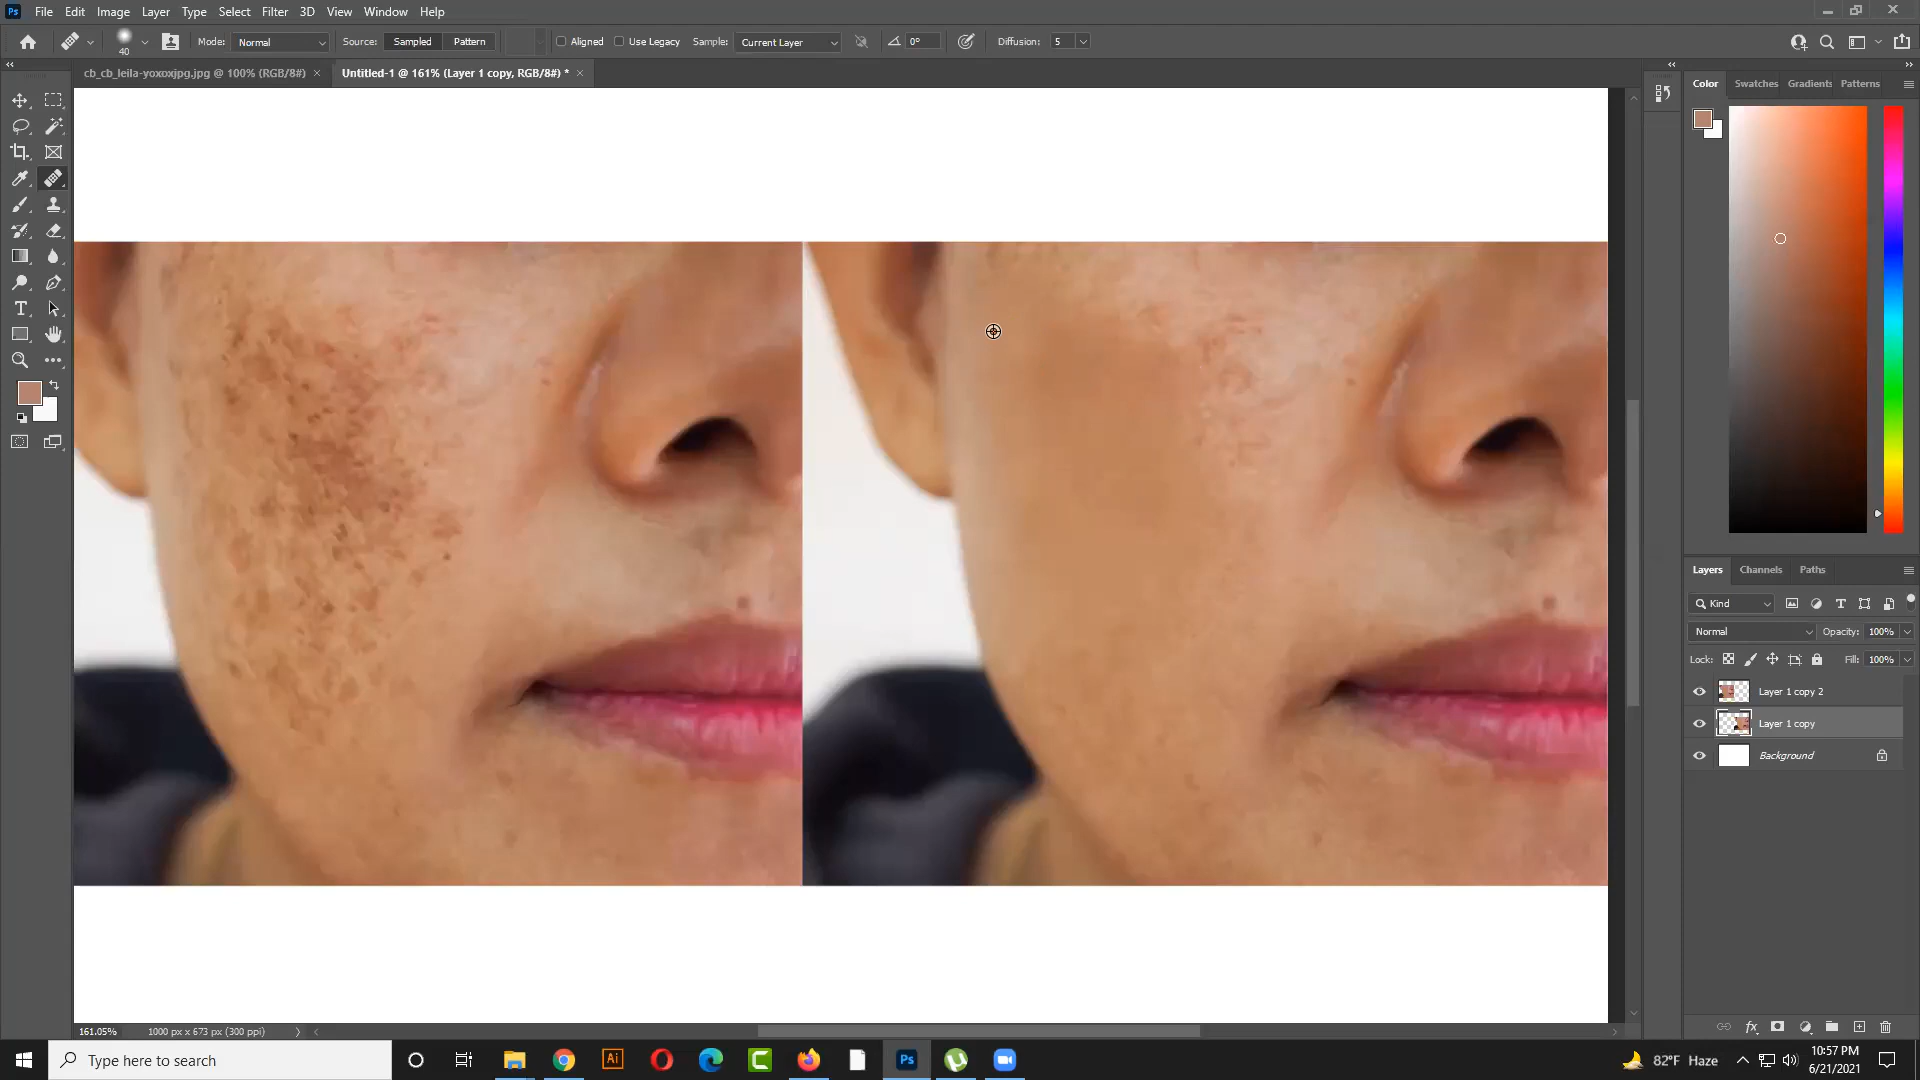 Ps File Edit Image Layer Type Select Filter 3D View Window Help
40 Mode: Normal Source: Sampled Pattern Aligned Use Legacy Sample: Current Layer 0° Diffusion: 5
cb_cb_leila-yoxoxjpg.jpg @ 100% (RGB/8#) × Untitled-1 @ 161% (Layer 1 copy, RGB/8#) * ×
Color Swatches Gradients Patterns
Layers Channels Paths
Kind
Normal Opacity: 100%
Lock: Fill: 100%
Layer 1 copy 2
Layer 1 copy
Background
161.05% 1000 px x 673 px (300 ppi)
Type here to search
Ai
Ps
82°F Haze
10:57 PM
6/21/2021